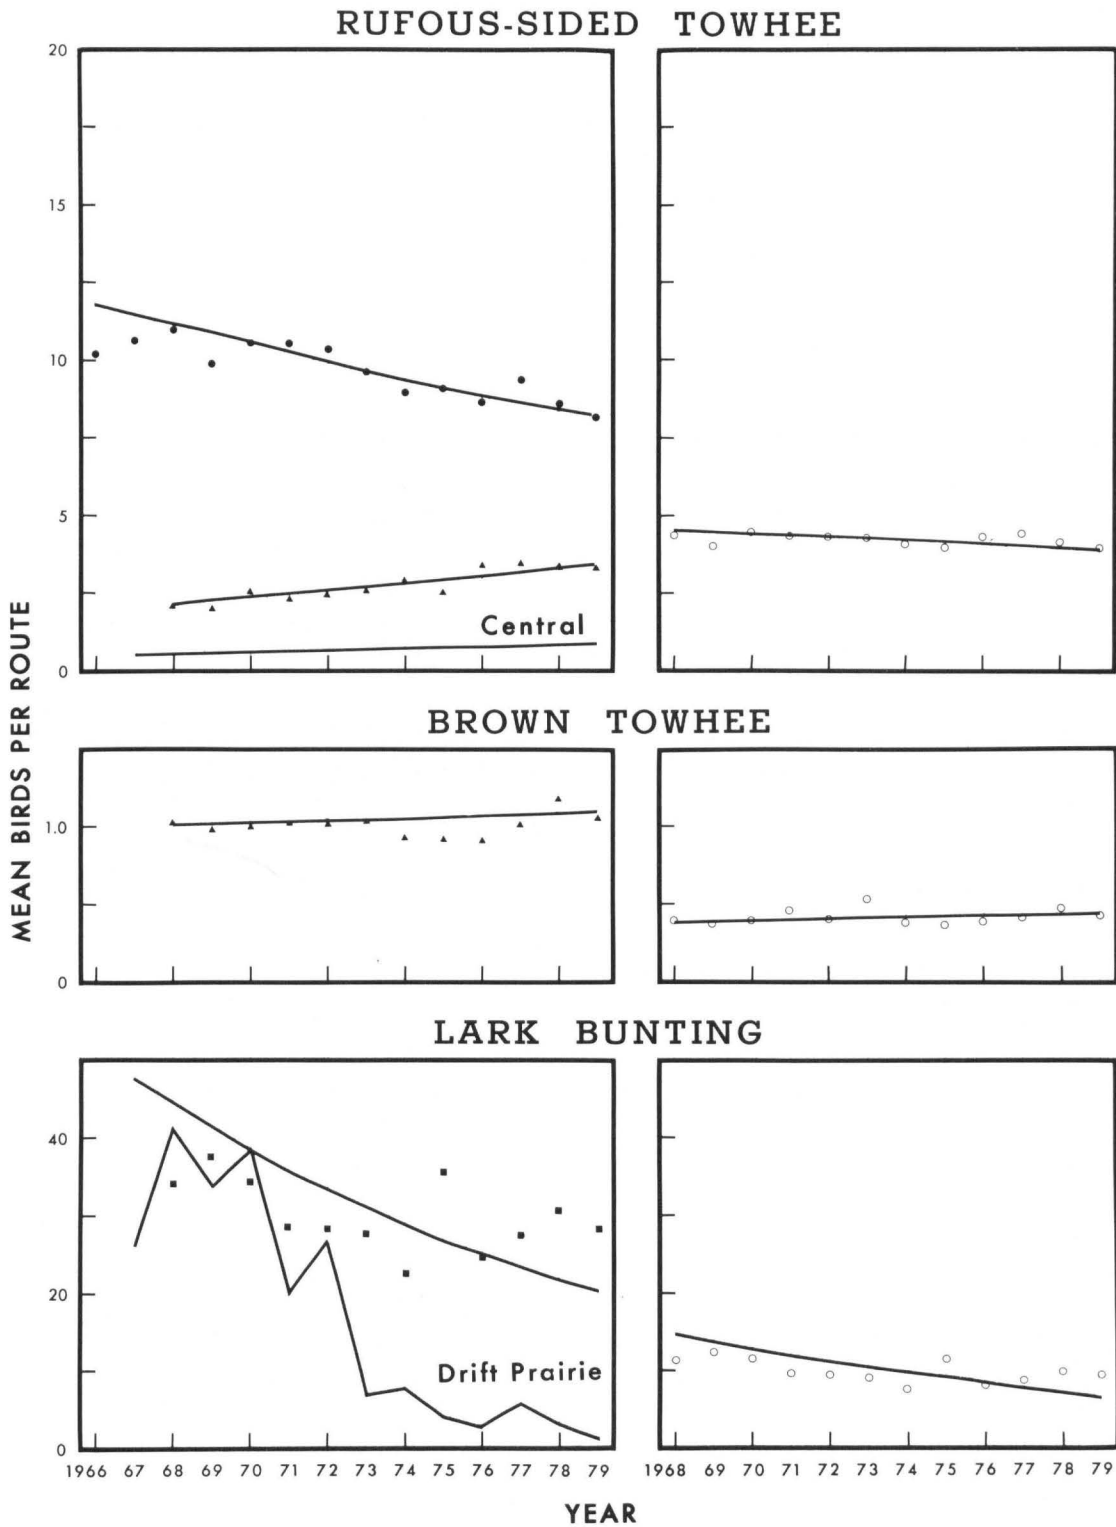 RUFOUS-SIDED TOWHEE
20
15
10
5
0
Central
MEAN BIRDS PER ROUTE
BROWN TOWHEE
1.0
0
LARK BUNTING
40
20
0
Drift Prairie
1966 67 68 69 70 71 72 73 74 75 76 77 78 79
1968 69 70 71 72 73 74 75 76 77 78 79
YEAR